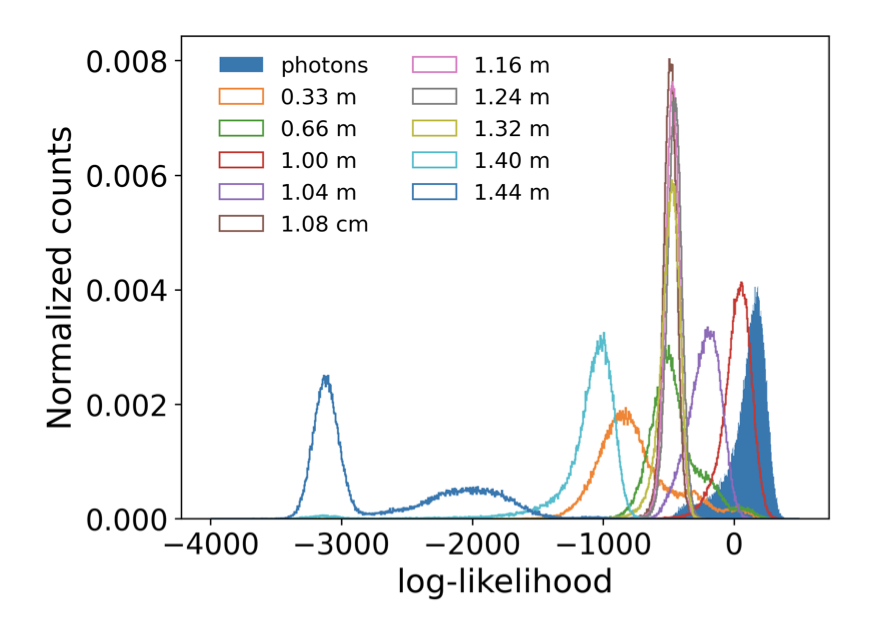 0.008
0.006
0.004
0.002
0.000
Normalized counts
photons
0.33 m
0.66 m
1.00 m
1.04 m
1.08 cm
1.16 m
1.24 m
1.32 m
1.40 m
1.44 m
−4000 −3000 −2000 −1000 0
log-likelihood